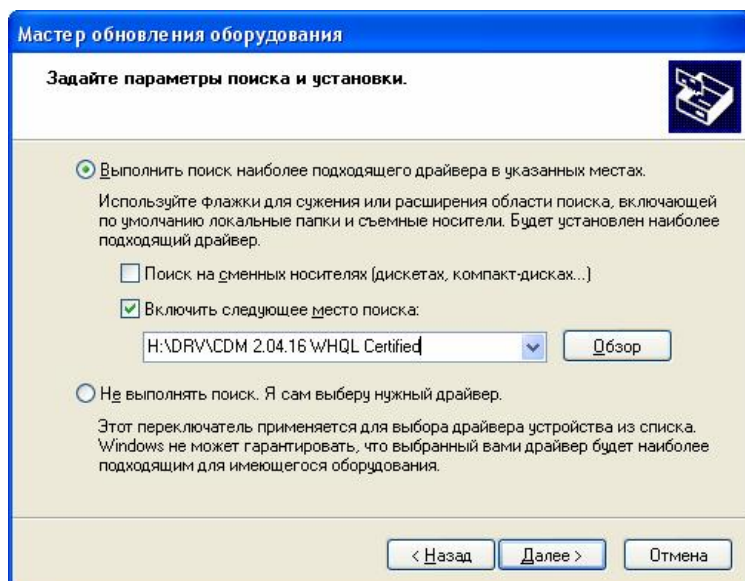 Мастер обновления оборудования
Задайте параметры поиска и установки.
Выполнить поиск наиболее подходящего драйвера в указанных местах.
Используйте флажки для сужения или расширения области поиска, включающей
по умолчанию локальные папки и съемные носители. Будет установлен наиболее
подходящий драйвер.
Поиск на сменных носителях (дискетах, компакт-дисках...)
Включить следующее место поиска:
H:\DRV\CDM 2.04.16 WHQL Certified
Обзор
Не выполнять поиск. Я сам выберу нужный драйвер.
Этот переключатель применяется для выбора драйвера устройства из списка.
Windows не может гарантировать, что выбранный вами драйвер будет наиболее
подходящим для имеющегося оборудования.
< Назад Далее > Отмена